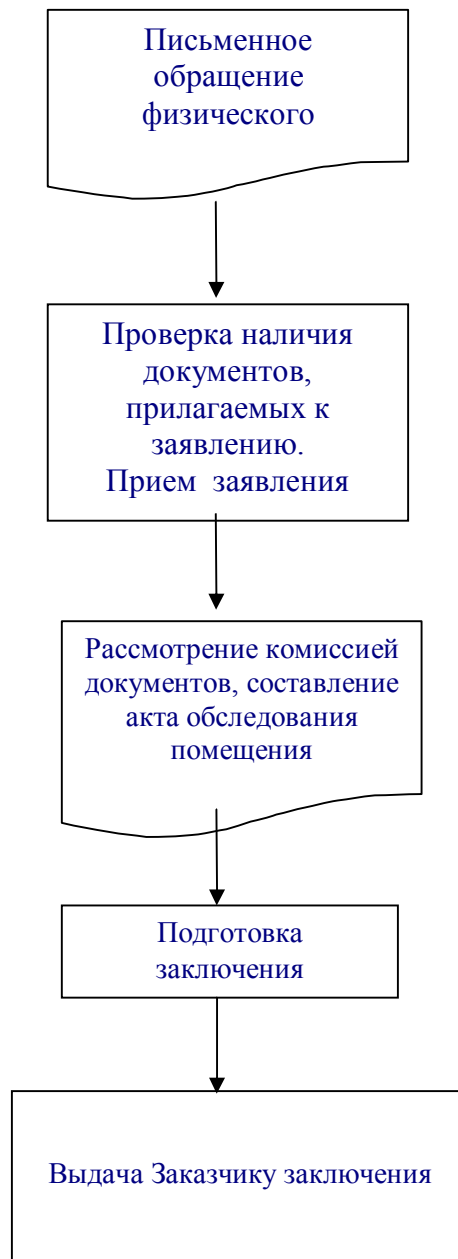 Письменное
обращение
физического
Проверка наличия
документов,
прилагаемых к
заявлению.
Прием заявления
Рассмотрение комиссией
документов, составление
акта обследования
помещения
Подготовка
заключения
Выдача Заказчику заключения